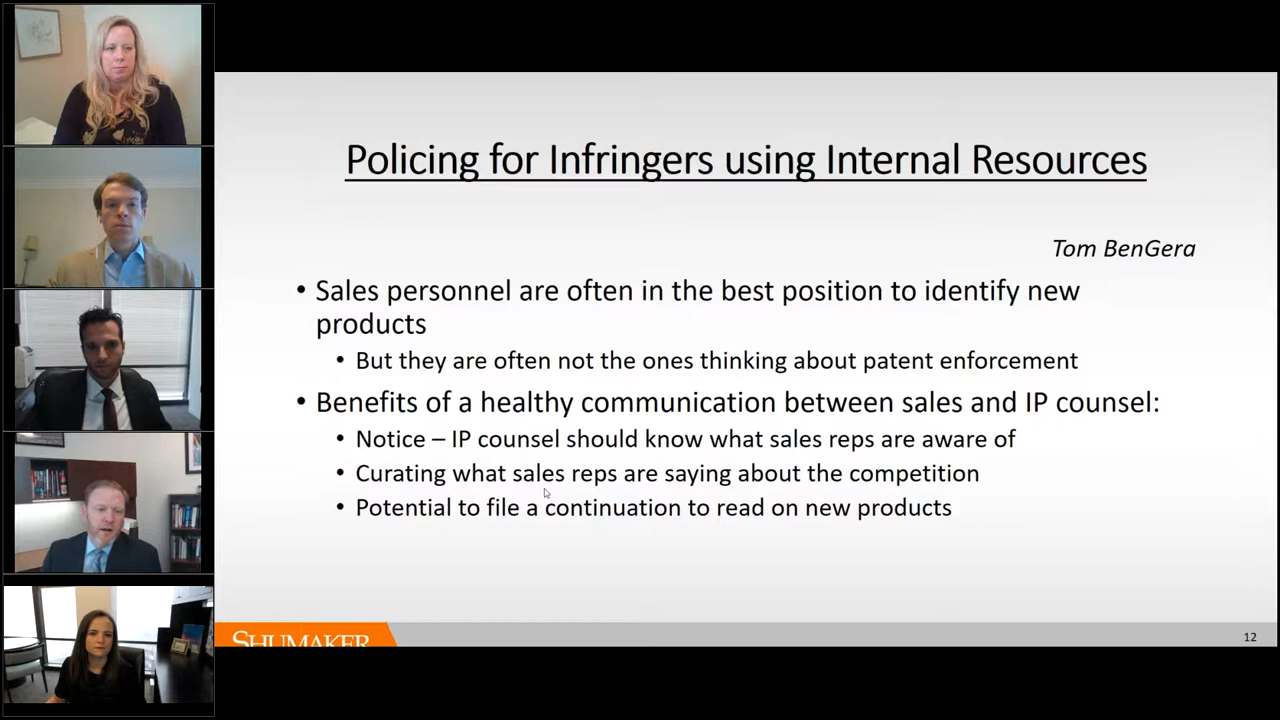 Policing for Infringers using Internal Resources
Tom BenGera
• Sales personnel are often in the best position to identify new
products
• But they are often not the ones thinking about patent enforcement
• Benefits of a healthy communication between sales and IP counsel:
• Notice – IP counsel should know what sales reps are aware of
• Curating what sales reps are saying about the competition
• Potential to file a continuation to read on new products
SHUMAKER
12